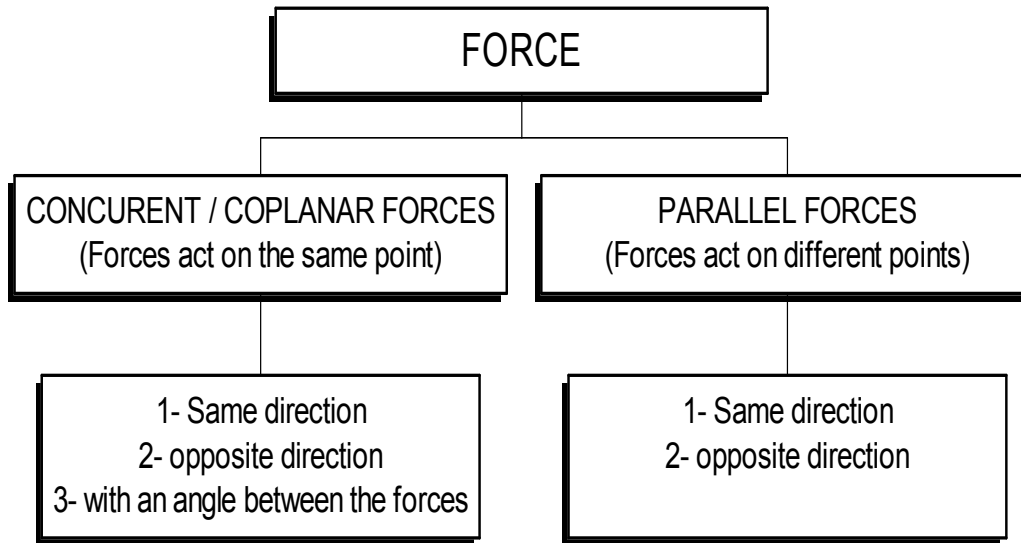 FORCE
CONCURENT / COPLANAR FORCES
(Forces act on the same point)
PARALLEL FORCES
(Forces act on different points)
1- Same direction
2- opposite direction
3- with an angle between the forces
1- Same direction
2- opposite direction